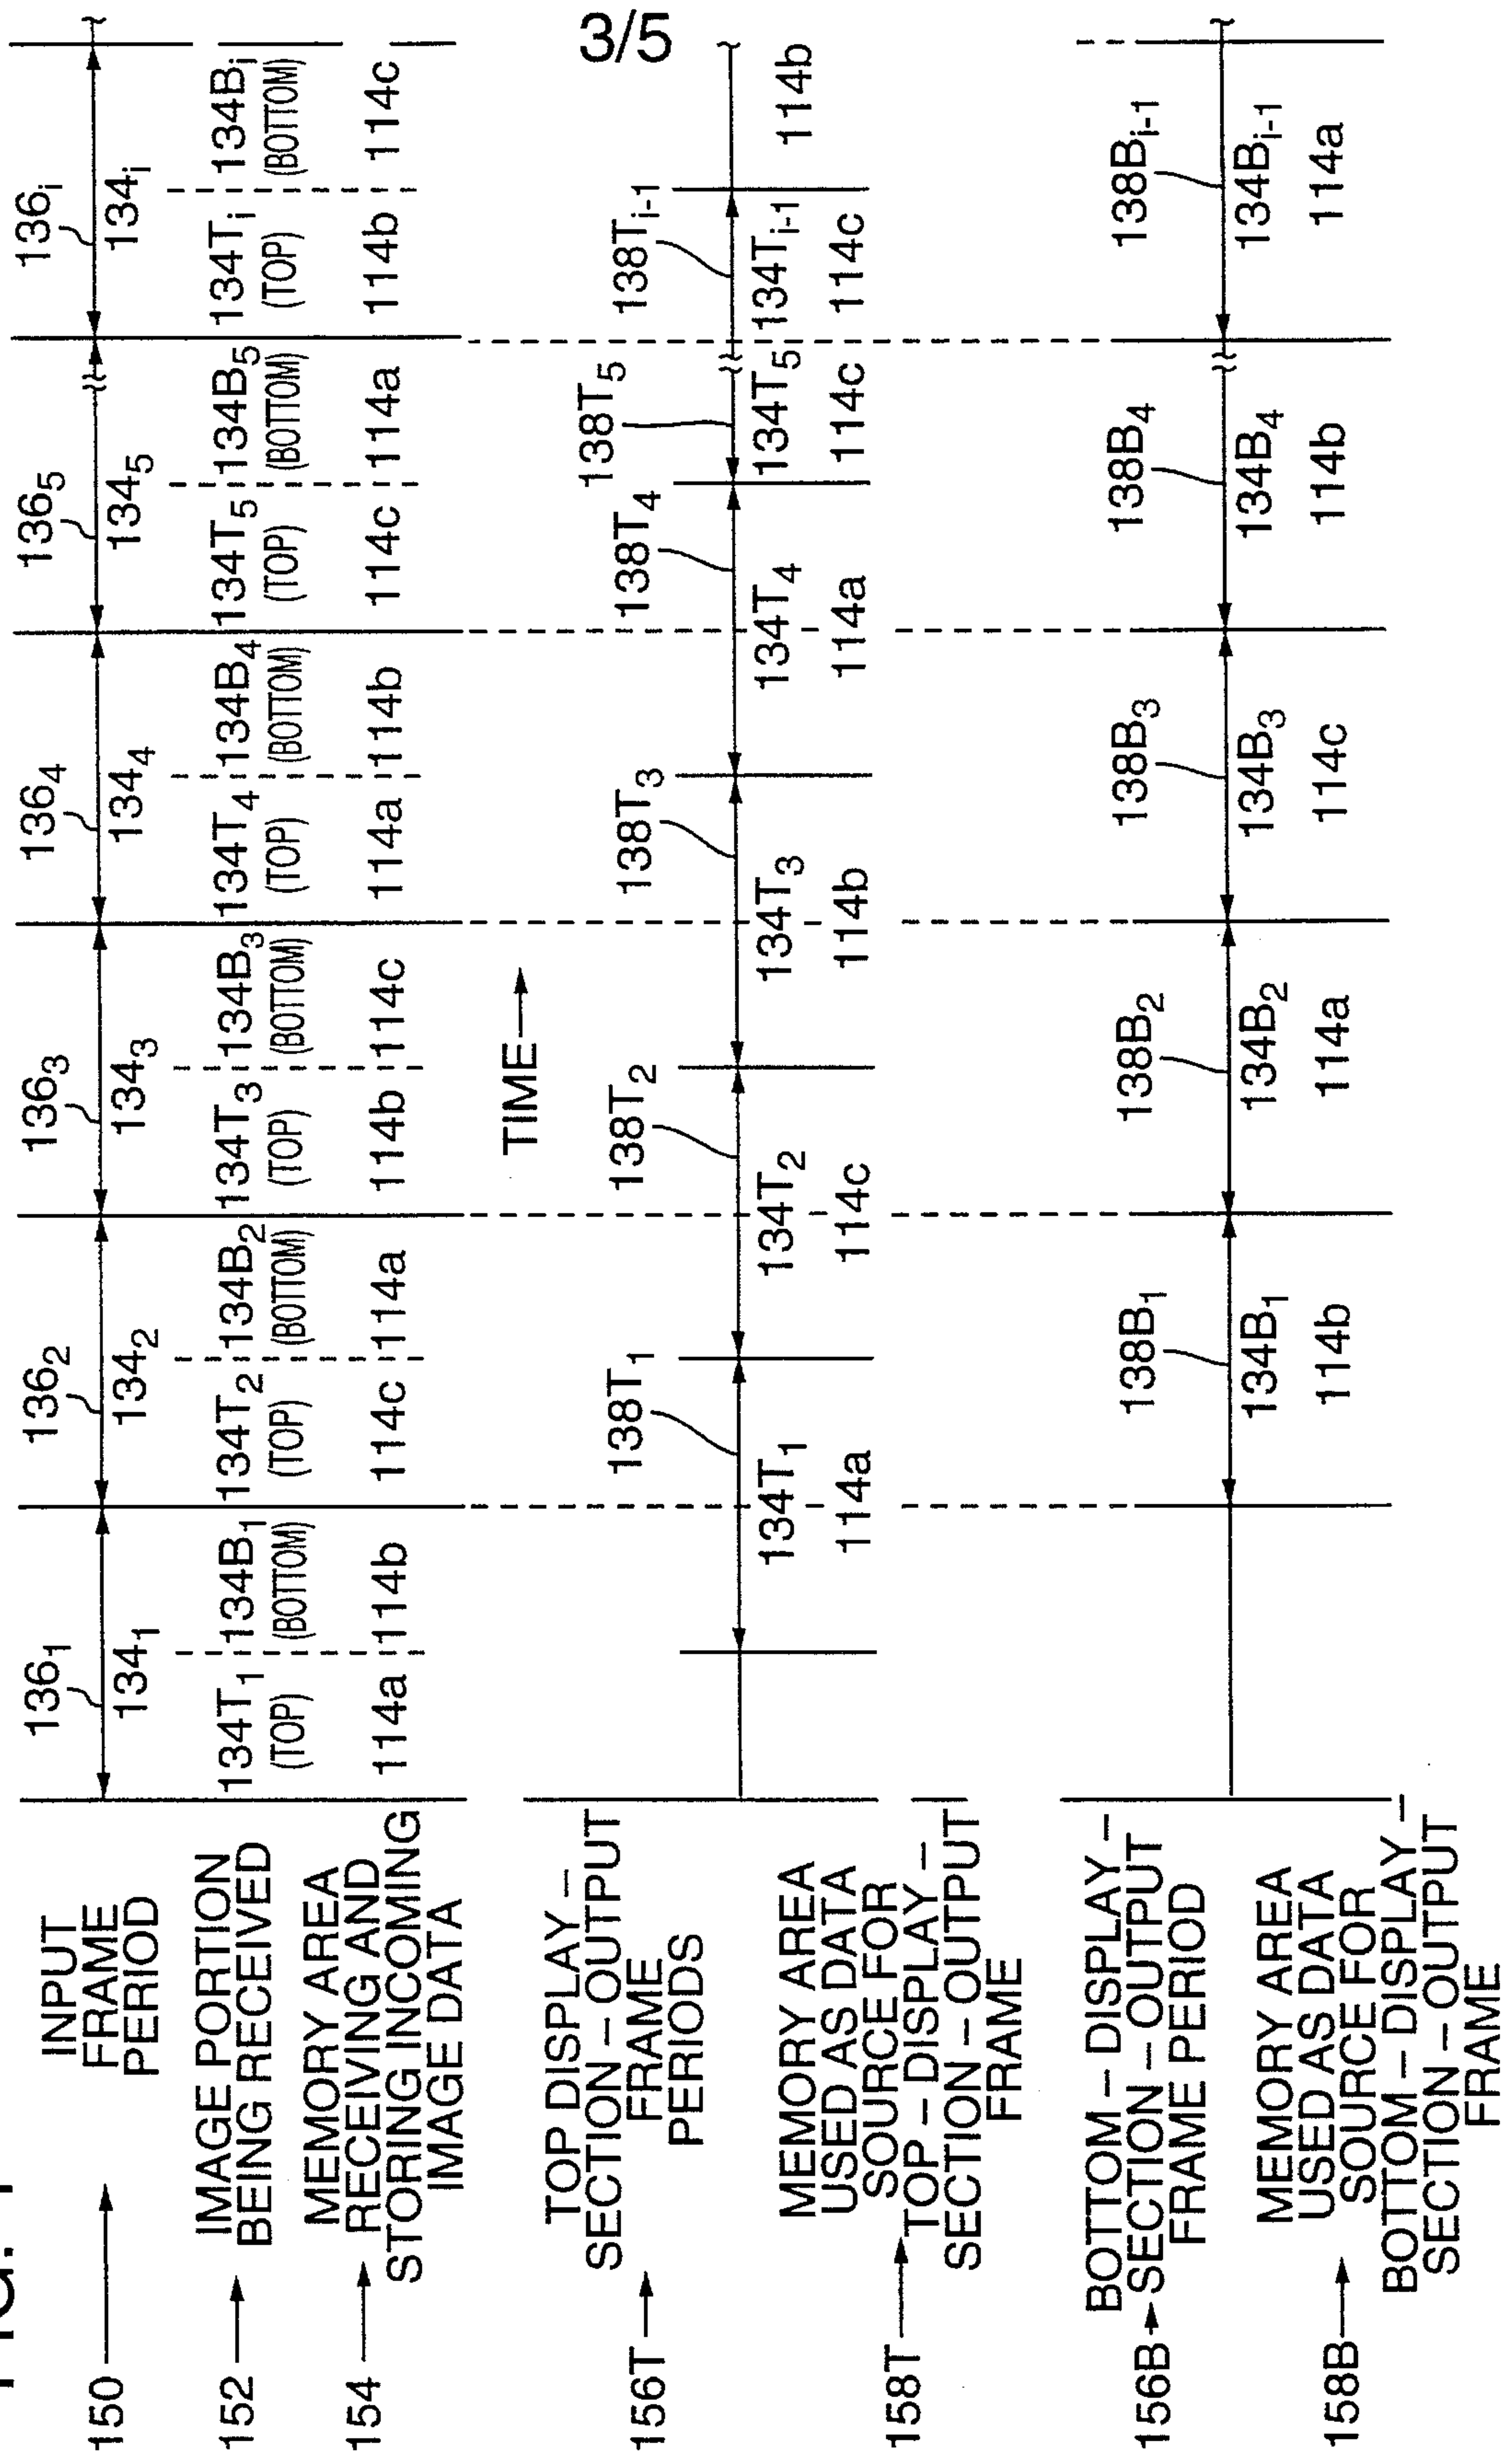 3/5
150 INPUT FRAME PERIOD
136₁ 136₂ 136₃ 136₄ 136₅ 136ᵢ
134₁ 134₂ 134₃ 134₄ 134₅ 134ᵢ
152 IMAGE PORTION BEING RECEIVED
134T₁ 134B₁ 134T₂ 134B₂ 134T₃ 134B₃ 134T₄ 134B₄ 134T₅ 134B₅ 134Tᵢ 134Bᵢ
(TOP) (BOTTOM) (TOP) (BOTTOM) (TOP) (BOTTOM) (TOP) (BOTTOM) (TOP) (BOTTOM) (TOP) (BOTTOM)
154 MEMORY AREA RECEIVING AND STORING INCOMING IMAGE DATA
114a 114b 114c 114a 114b 114c 114a 114b 114c 114a 114b 114c
TIME
156T TOP DISPLAY – SECTION – OUTPUT FRAME PERIODS
138T₁ 138T₂ 138T₃ 138T₄ 138T₅ 138Tᵢ₋₁
134T₁ 134T₂ 134T₃ 134T₄ 134T₅ 134Tᵢ₋₁
158T MEMORY AREA USED AS DATA SOURCE FOR TOP – DISPLAY – SECTION – OUTPUT FRAME
114a 114c 114b 114a 114c 114c 114b
156B BOTTOM – DISPLAY – SECTION – OUTPUT FRAME PERIOD
138B₁ 138B₂ 138B₃ 138B₄ 138Bᵢ₋₁
134B₁ 134B₂ 134B₃ 134B₄ 134Bᵢ₋₁
158B MEMORY AREA USED AS DATA SOURCE FOR BOTTOM – DISPLAY – SECTION – OUTPUT FRAME
114b 114a 114c 114b 114a